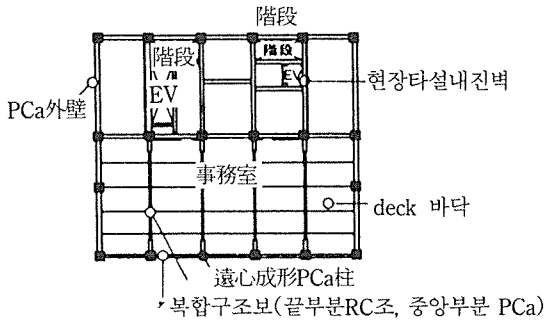 階段
階段
階段
EV
EV
현장타설내진벽
PCa外壁
事務室
deck 바닥
遠心成形PCa柱
복합구조보(끝부분RC조, 중앙부분 PCa)